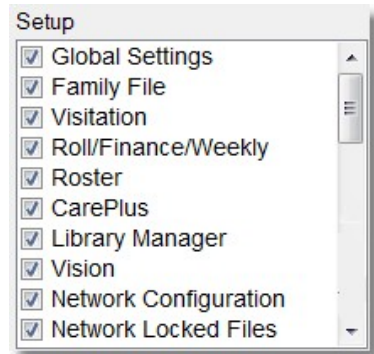 Setup
Global Settings
Family File
Visitation
Roll/Finance/Weekly
Roster
CarePlus
Library Manager
Vision
Network Configuration
Network Locked Files